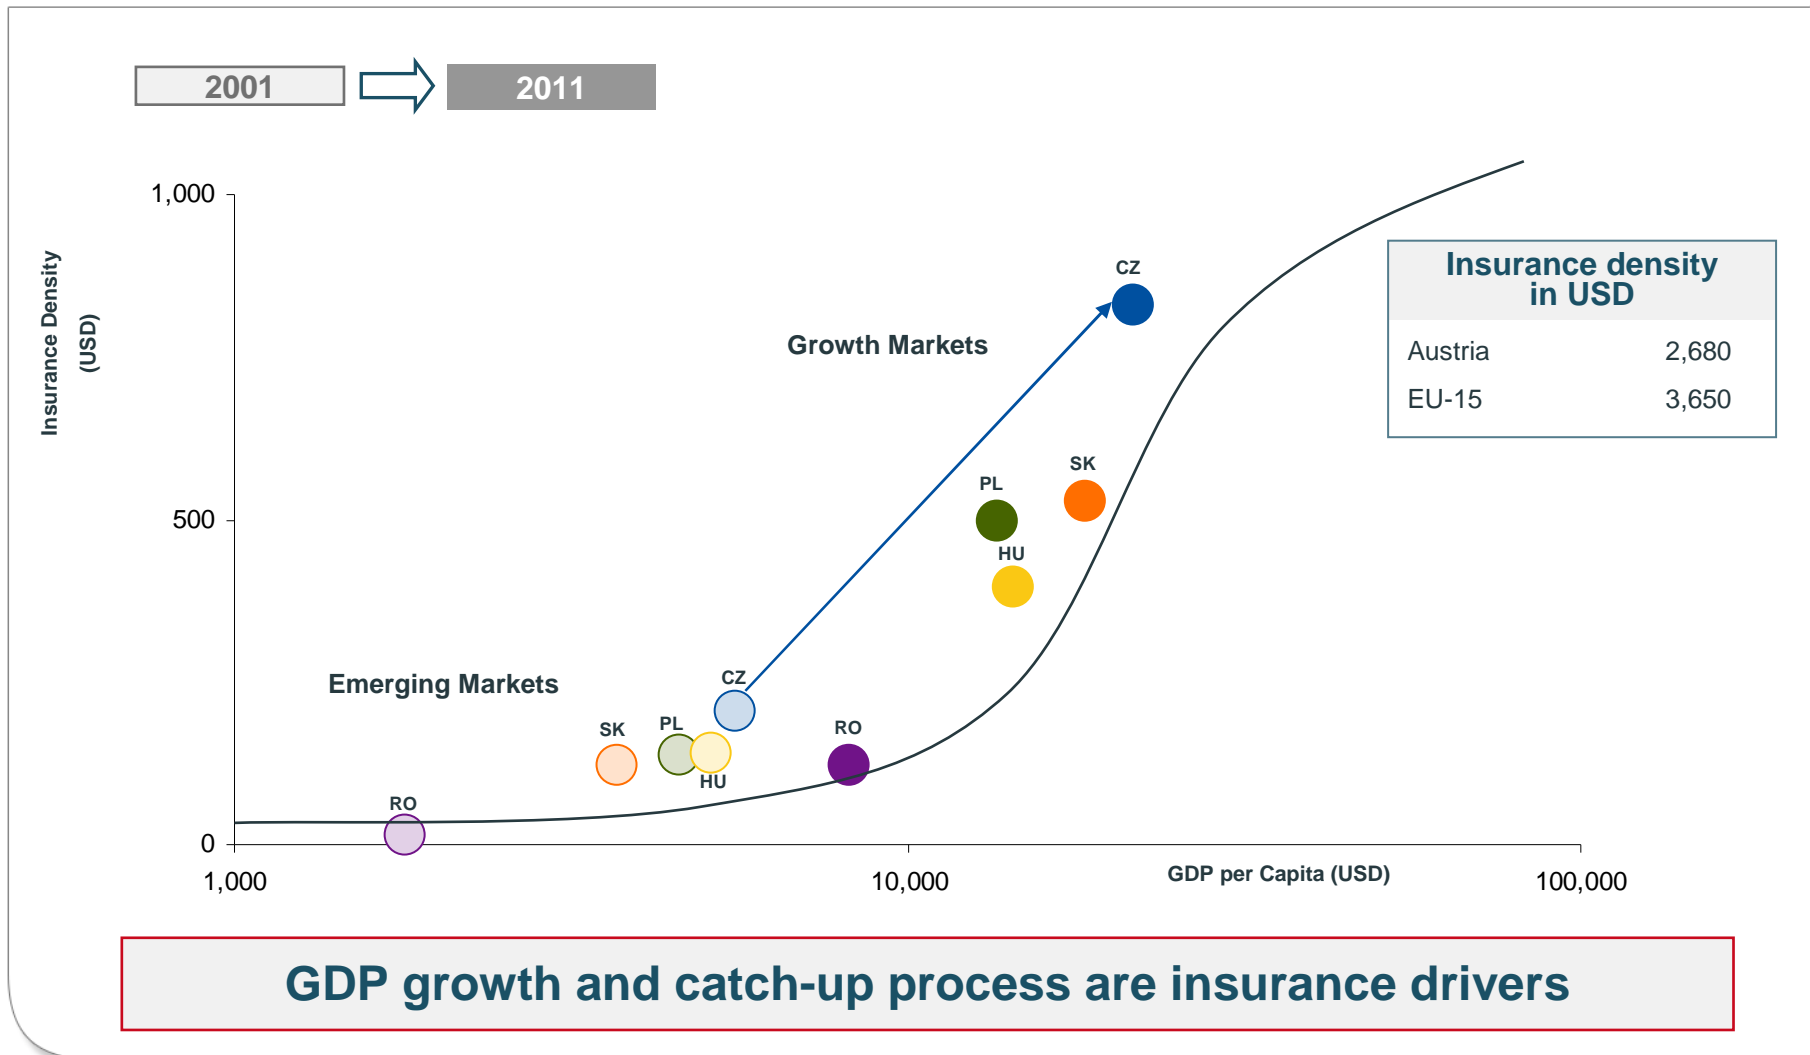 2001
2011
1,000
500
0
Insurance Density
(USD)
CZ
Growth Markets
SK
PL
HU
Emerging Markets
CZ
SK
PL
HU
RO
RO
1,000
10,000
GDP per Capita (USD)
100,000
Insurance density
in USD
Austria 2,680
EU-15 3,650
GDP growth and catch-up process are insurance drivers